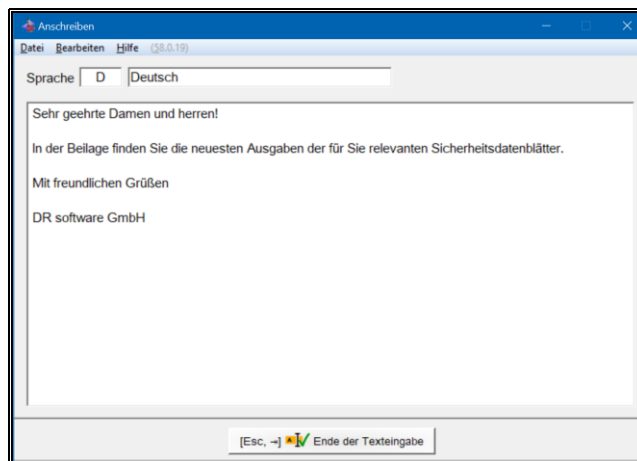 Anschreiben
Datei Bearbeiten Hilfe (§8.0.19)
Sprache D Deutsch
Sehr geehrte Damen und herren!
In der Beilage finden Sie die neuesten Ausgaben der für Sie relevanten Sicherheitsdatenblätter.
Mit freundlichen Grüßen
DR software GmbH
[Esc, →] Ende der Texteingabe